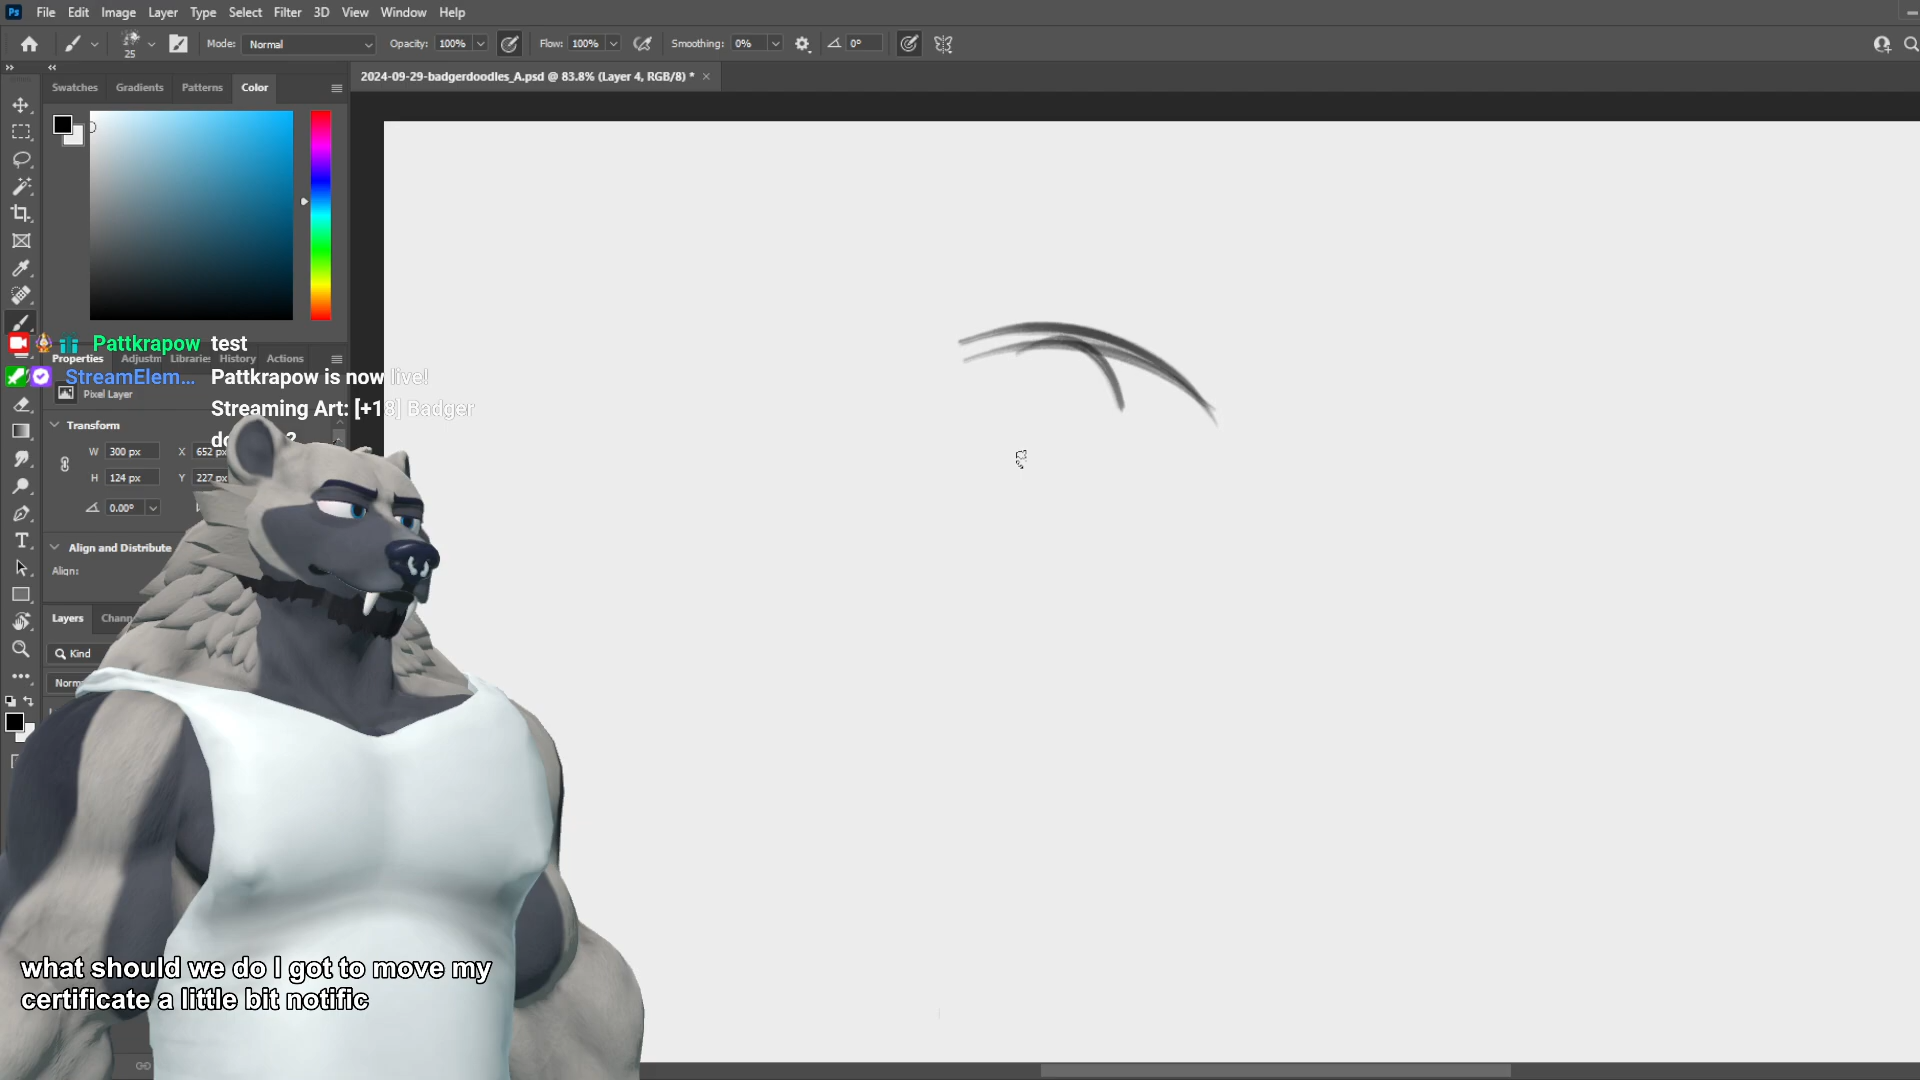 Ps File Edit Image Layer Type Select Filter 3D View Window Help
25 Mode: Normal Opacity: 100% Flow: 100% Smoothing: 0% 0°
2024-09-29-badgerdoodles_A.psd @ 83.8% (Layer 4, RGB/8) *
Swatches Gradients Patterns Color
Pattkrapow test
Properties Adjustm Librarie History Actions
StreamElem... Pattkrapow is now live!
Pixel Layer
Streaming Art: [+18] Badger
Transform
W 300 px X 652 px
H 124 px Y 227 px
0.00°
Align and Distribute
Align:
Layers Chann
Kind
Norm
what should we do I got to move my
certificate a little bit notific